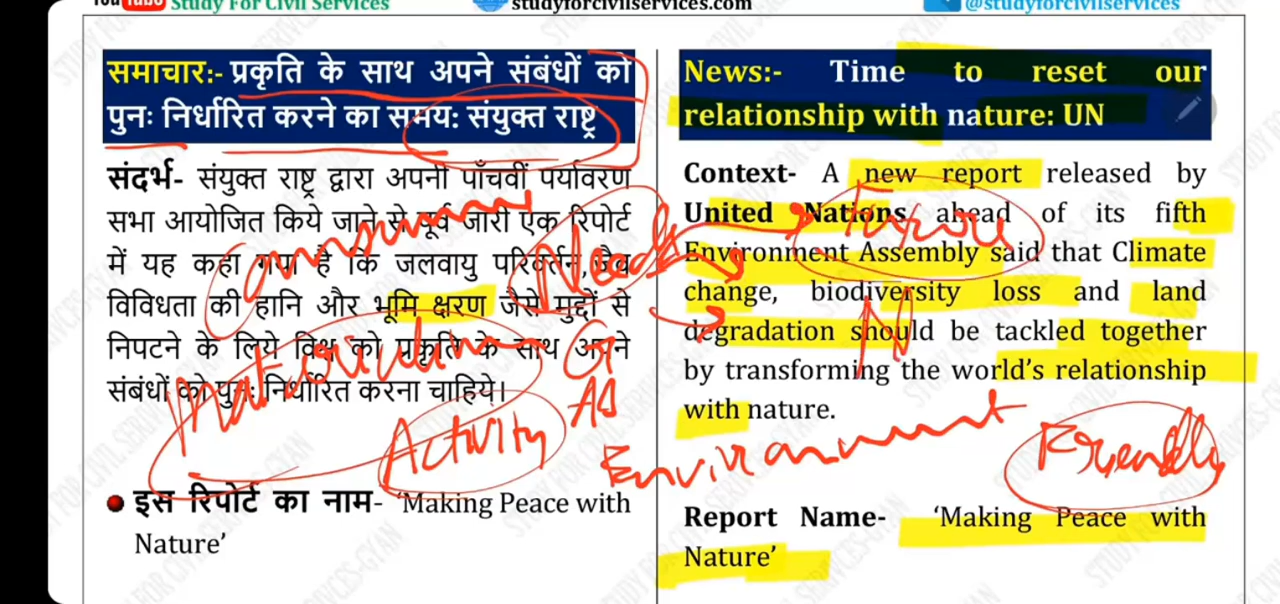 YouTube Study For Civil Services
studyforcivilservices.com
@studyforcivilservices
समाचार:- प्रकृति के साथ अपने संबंधों को
पुनः निर्धारित करने का समय: संयुक्त राष्ट्र
संदर्भ- संयुक्त राष्ट्र द्वारा अपनी पाँचवीं पर्यावरण
सभा आयोजित किये जाने से पूर्व जारी एक रिपोर्ट
में यह कहा गया है कि जलवायु परिवर्तन, जैव
विविधता की हानि और भूमि क्षरण जैसे मुद्दों से
निपटने के लिये विश्व को प्रकृति के साथ अपने
संबंधों को पुनः निर्धारित करना चाहिये।
Activity
इस रिपोर्ट का नाम- ‘Making Peace with
Nature’
News:- Time to reset our
relationship with nature: UN
Context- A new report released by
United Nations ahead of its fifth
Environment Assembly said that Climate
change, biodiversity loss and land
degradation should be tackled together
by transforming the world’s relationship
with nature.
Friendly
Report Name- ‘Making Peace with
Nature’